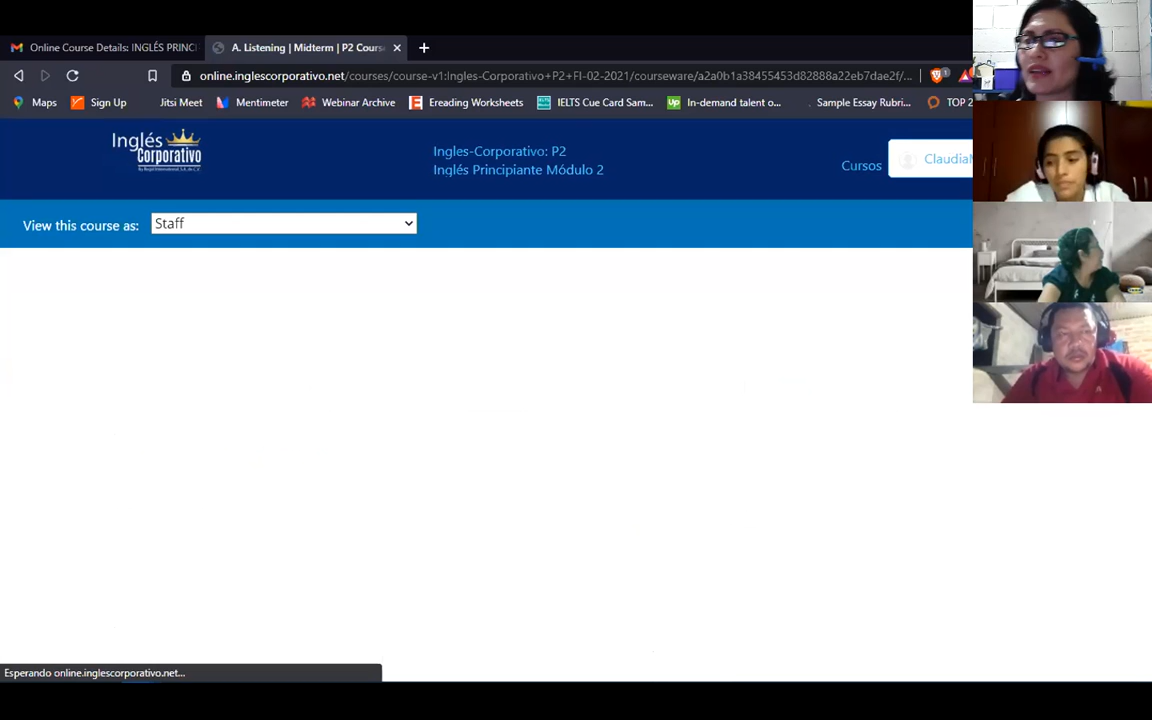 Online Course Details: INGLÉS PRINCI
A. Listening | Midterm | P2 Course
online.inglescorporativo.net/courses/course-v1:Ingles-Corporativo+P2+FI-02-2021/courseware/a2a0b1a38455453d82888a22eb7dae2f/...
Maps
Sign Up
Jitsi Meet
Mentimeter
Webinar Archive
Ereading Worksheets
IELTS Cue Card Sam...
In-demand talent o...
Sample Essay Rubri...
TOP 2
Inglés
Corporativo
Ingles-Corporativo: P2
Inglés Principiante Módulo 2
Cursos
ClaudiaM
View this course as:
Staff
Esperando online.inglescorporativo.net...